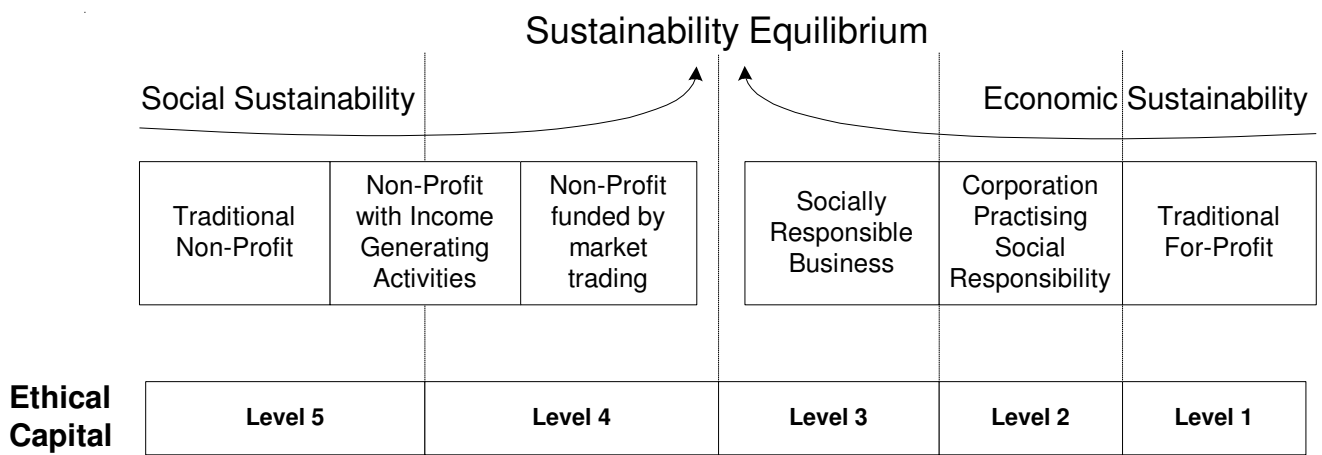 Sustainability Equilibrium
Social Sustainability
Economic Sustainability
Traditional
Non-Profit
Non-Profit
with Income
Generating
Activities
Non-Profit
funded by
market
trading
Socially
Responsible
Business
Corporation
Practising
Social
Responsibility
Traditional
For-Profit
Ethical
Capital
Level 5
Level 4
Level 3
Level 2
Level 1